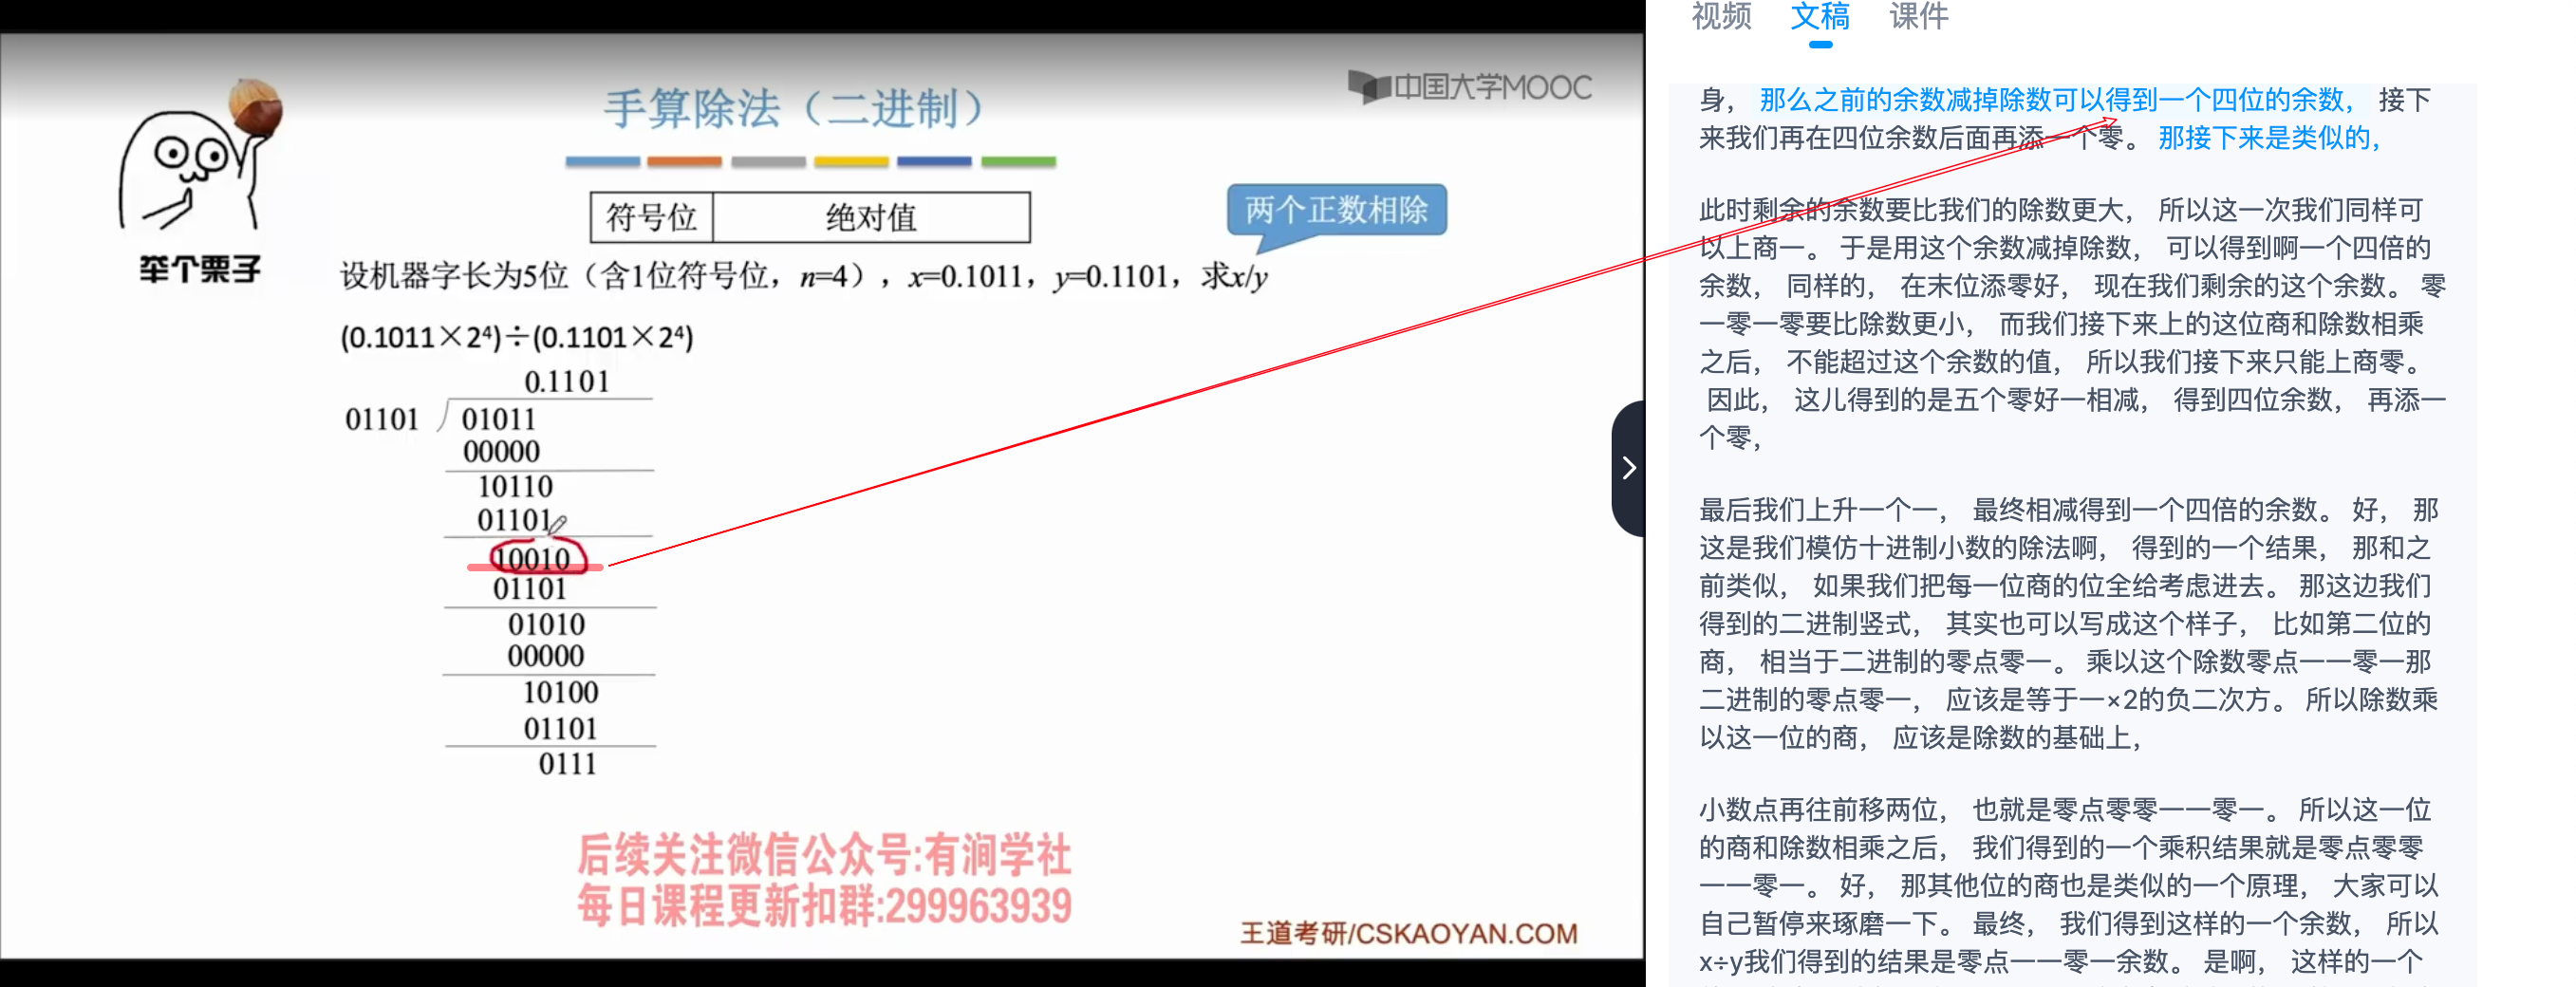 中国大学MOOC
手算除法（二进制）
符号位 绝对值
两个正数相除
举个栗子
设机器字长为5位（含1位符号位，n=4），x=0.1011，y=0.1101，求x/y
(0.1011×2⁴)÷(0.1101×2⁴)
0.1101
01101 01011
00000
10110
01101
10010
01101
01010
00000
10100
01101
0111
后续关注微信公众号:有涧学社
每日课程更新扣群:299963939
王道考研/CSKAOYAN.COM
视频 文稿 课件
身， 那么之前的余数减掉除数可以得到一个四位的余数， 接下
来我们再在四位余数后面再添一个零。 那接下来是类似的，
此时剩余的余数要比我们的除数更大， 所以这一次我们同样可
以上商一。 于是用这个余数减掉除数， 可以得到啊一个四倍的
余数， 同样的， 在末位添零好， 现在我们剩余的这个余数。 零
一零一零要比除数更小， 而我们接下来上的这位商和除数相乘
之后， 不能超过这个余数的值， 所以我们接下来只能上商零。
因此， 这儿得到的是五个零好一相减， 得到四位余数， 再添一
个零，
最后我们上升一个一， 最终相减得到一个四倍的余数。 好， 那
这是我们模仿十进制小数的除法啊， 得到的一个结果， 那和之
前类似， 如果我们把每一位商的位全给考虑进去。 那这边我们
得到的二进制竖式， 其实也可以写成这个样子， 比如第二位的
商， 相当于二进制的零点零一。 乘以这个除数零点一一零一那
二进制的零点零一， 应该是等于一×2的负二次方。 所以除数乘
以这一位的商， 应该是除数的基础上，
小数点再往前移两位， 也就是零点零零一一零一。 所以这一位
的商和除数相乘之后， 我们得到的一个乘积结果就是零点零零
一一零一。 好， 那其他位的商也是类似的一个原理， 大家可以
自己暂停来琢磨一下。 最终， 我们得到这样的一个余数， 所以
x÷y我们得到的结果是零点一一零一余数。 是啊， 这样的一个